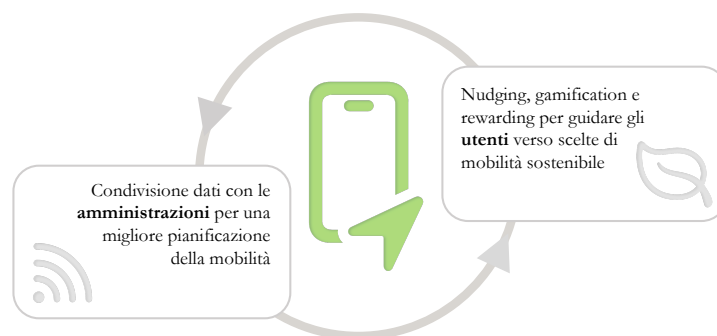 Nudging, gamification e
rewarding per guidare gli
utenti verso scelte di
mobilità sostenibile
Condivisione dati con le
amministrazioni per una
migliore pianificazione
della mobilità